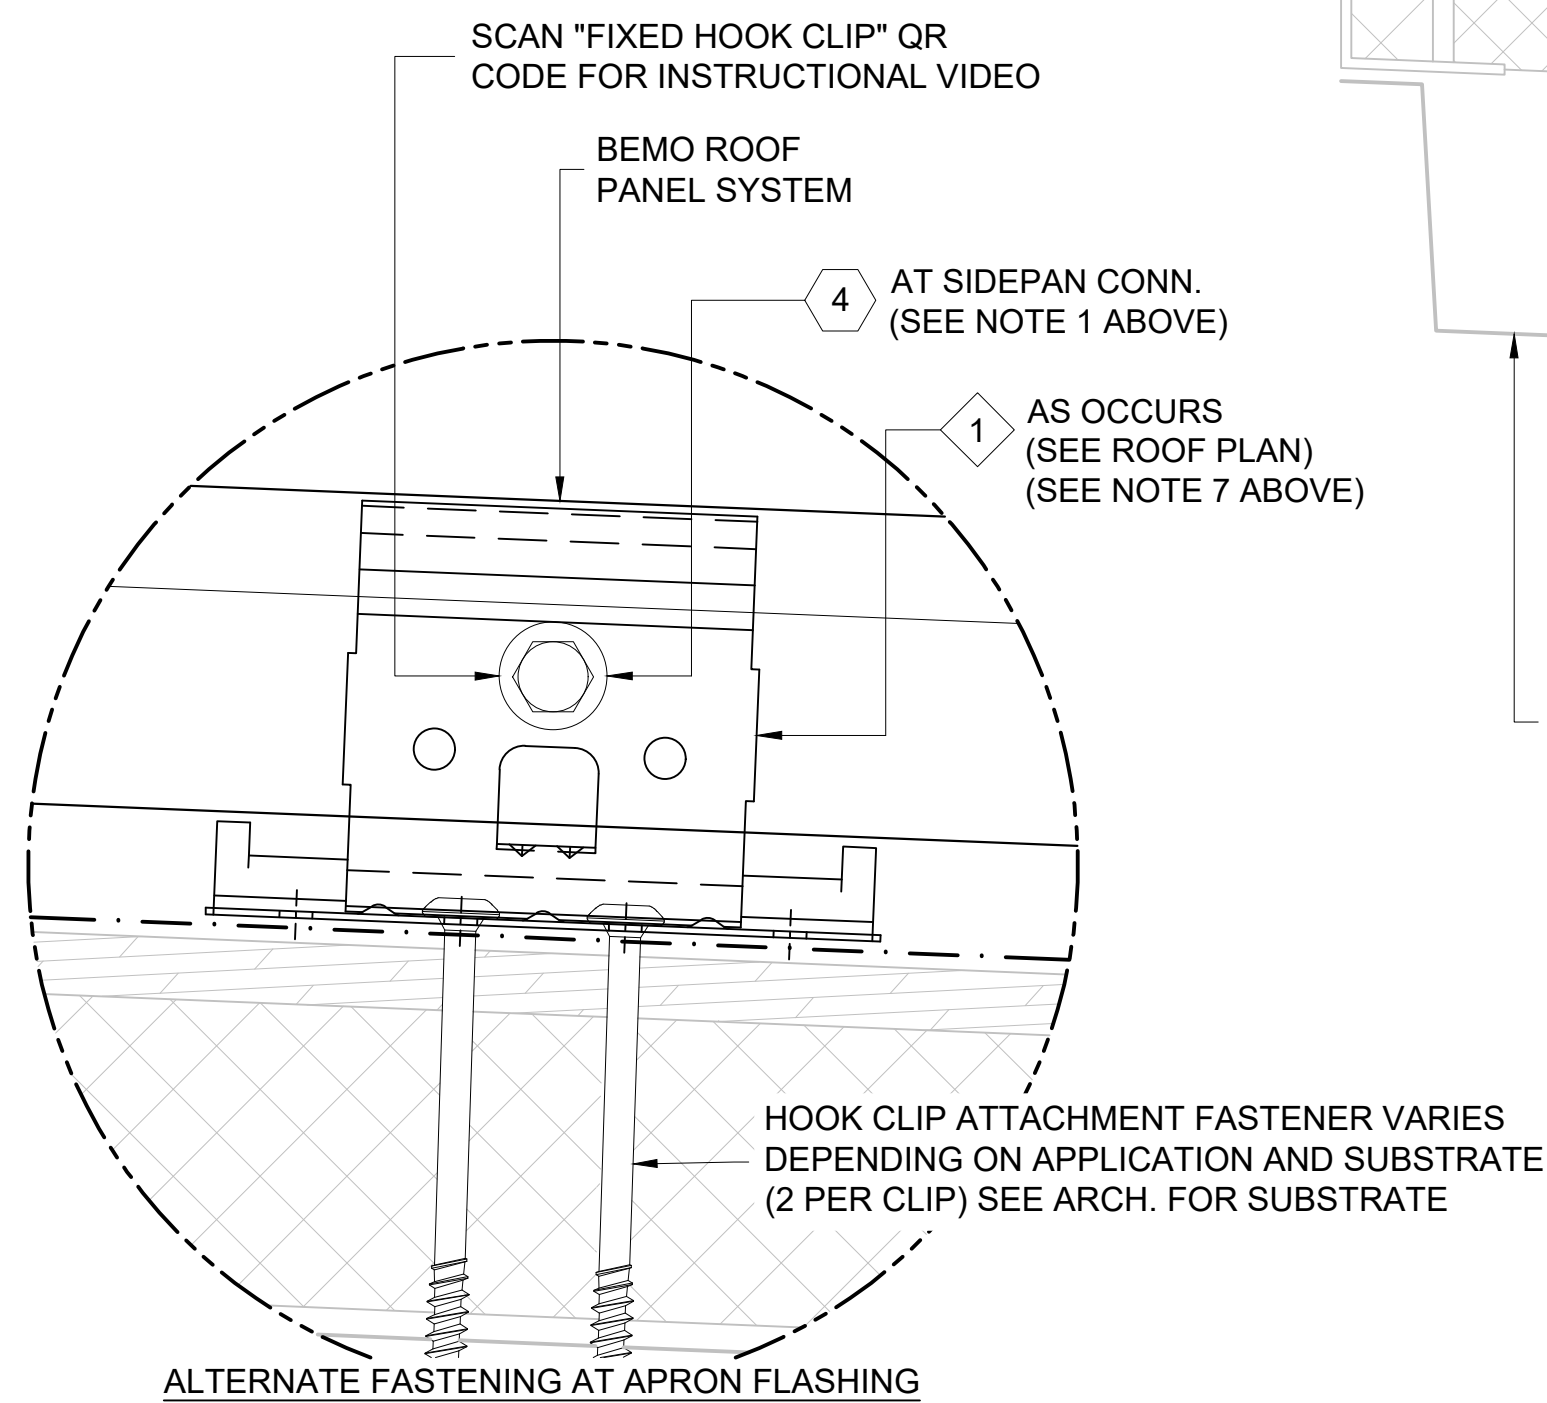 SCAN "FIXED HOOK CLIP" QR
CODE FOR INSTRUCTIONAL VIDEO
BEMO ROOF
PANEL SYSTEM
4
AT SIDEPAN CONN.
(SEE NOTE 1 ABOVE)
1
AS OCCURS
(SEE ROOF PLAN)
(SEE NOTE 7 ABOVE)
HOOK CLIP ATTACHMENT FASTENER VARIES
DEPENDING ON APPLICATION AND SUBSTRATE
(2 PER CLIP) SEE ARCH. FOR SUBSTRATE
ALTERNATE FASTENING AT APRON FLASHING